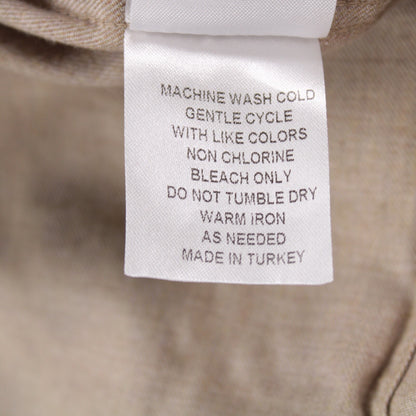 MACHINE WASH COLD
GENTLE CYCLE
WITH LIKE COLORS
NON CHLORINE
BLEACH ONLY
DO NOT TUMBLE DRY
WARM IRON
AS NEEDED
MADE IN TURKEY